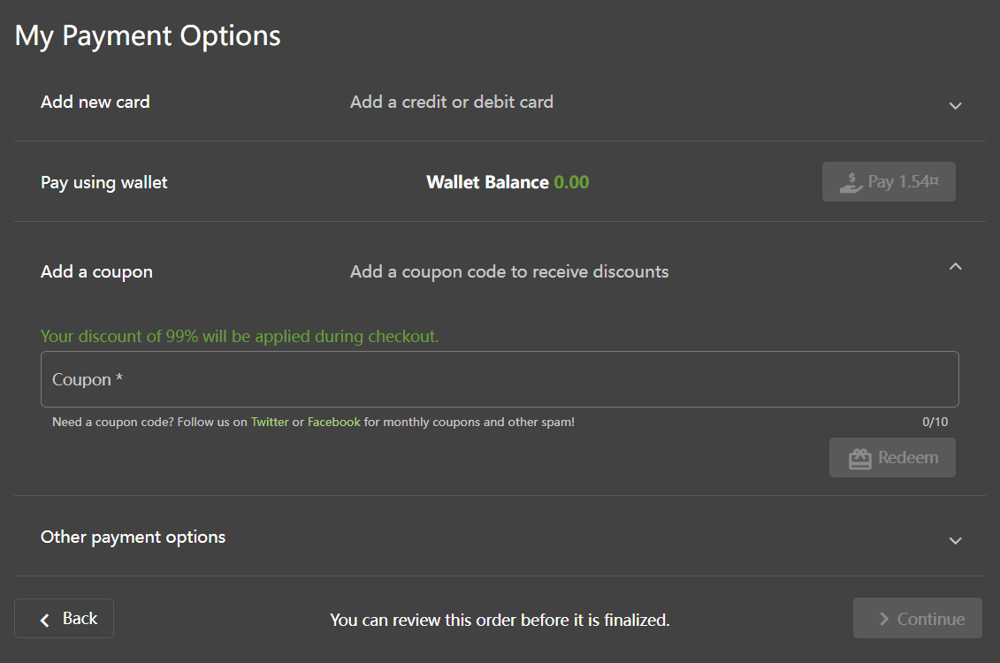 My Payment Options
Add new card Add a credit or debit card
Pay using wallet Wallet Balance 0.00 Pay 1.54¤
Add a coupon Add a coupon code to receive discounts
Your discount of 99% will be applied during checkout.
Coupon *
Need a coupon code? Follow us on Twitter or Facebook for monthly coupons and other spam! 0/10
Redeem
Other payment options
Back You can review this order before it is finalized. Continue